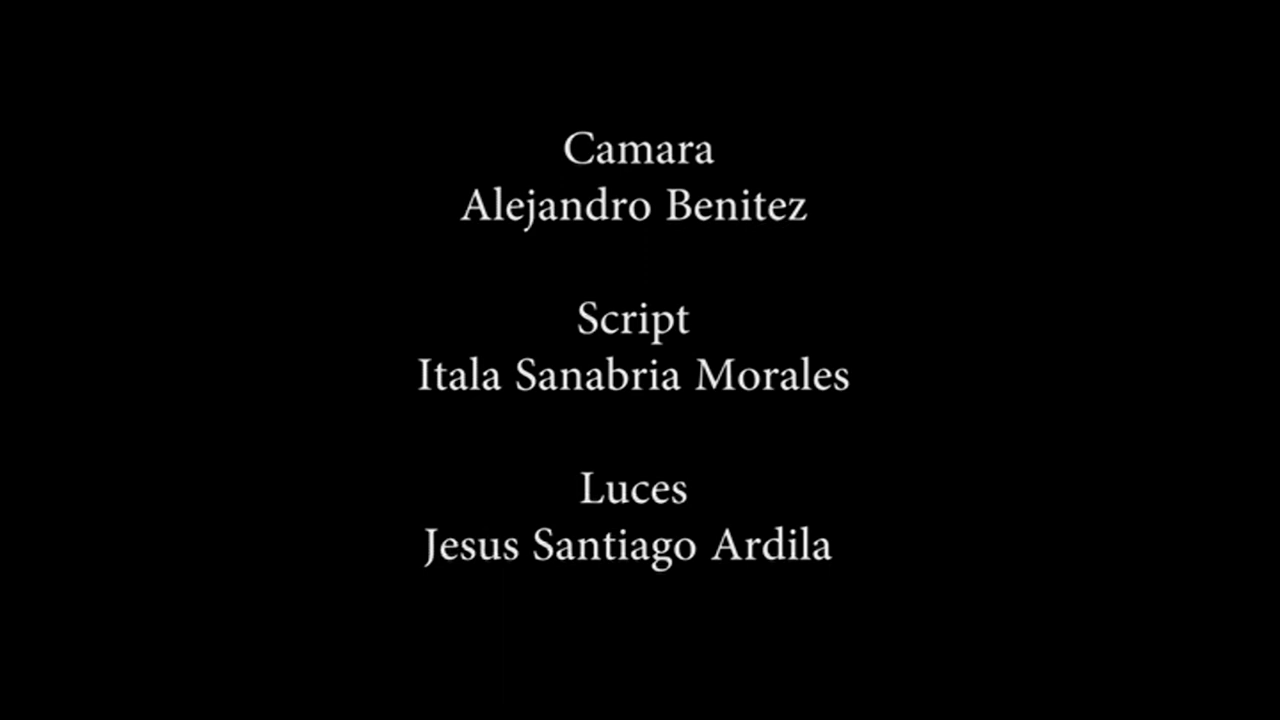 Camara
Alejandro Benitez
Script
Itala Sanabria Morales
Luces
Jesus Santiago Ardila